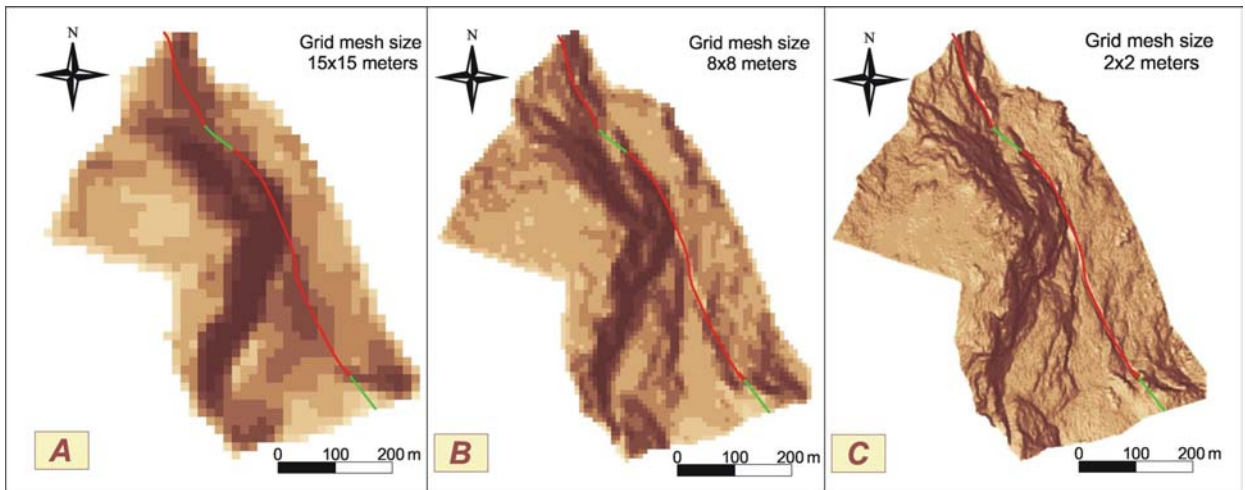 N
Grid mesh size
15x15 meters
A
0 100 200 m
N
Grid mesh size
8x8 meters
B
0 100 200 m
N
Grid mesh size
2x2 meters
C
0 100 200 m